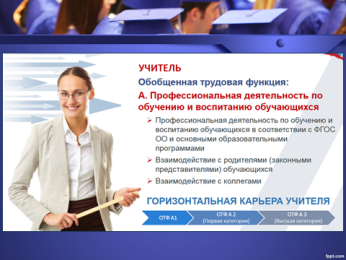 УЧИТЕЛЬ
Обобщенная трудовая функция:
А. Профессиональная деятельность по
обучению и воспитанию обучающихся
Профессиональная деятельность по обучению и
воспитанию обучающихся в соответствии с ФГОС
ОО и основными образовательными
программами
Взаимодействие с родителями (законными
представителями) обучающихся
Взаимодействие с коллегами
ГОРИЗОНТАЛЬНАЯ КАРЬЕРА УЧИТЕЛЯ
ОТФ А1
ОТФ А 2
(Первая категория)
ОТФ А 3
(Высшая категория)
fppt.com